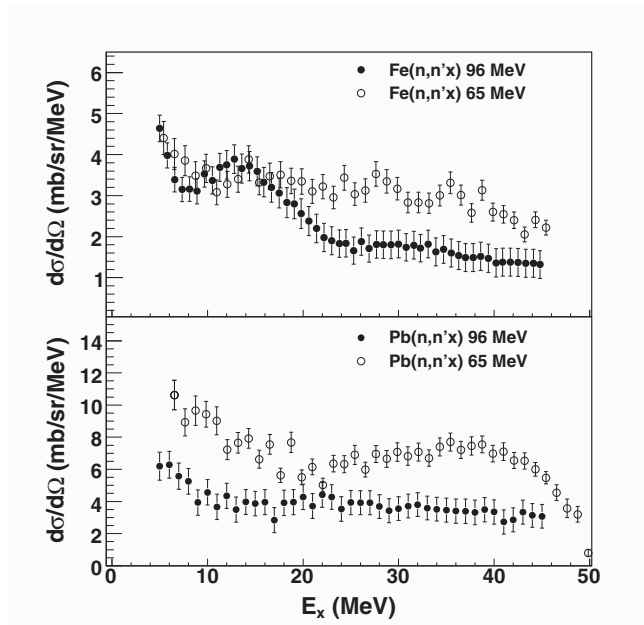 6
5
4
3
2
1
dσ/dΩ (mb/sr/MeV)
Fe(n,n'x) 96 MeV
Fe(n,n'x) 65 MeV
14
12
10
8
6
4
2
0
dσ/dΩ (mb/sr/MeV)
Pb(n,n'x) 96 MeV
Pb(n,n'x) 65 MeV
0 10 20 30 40 50
Eₓ (MeV)